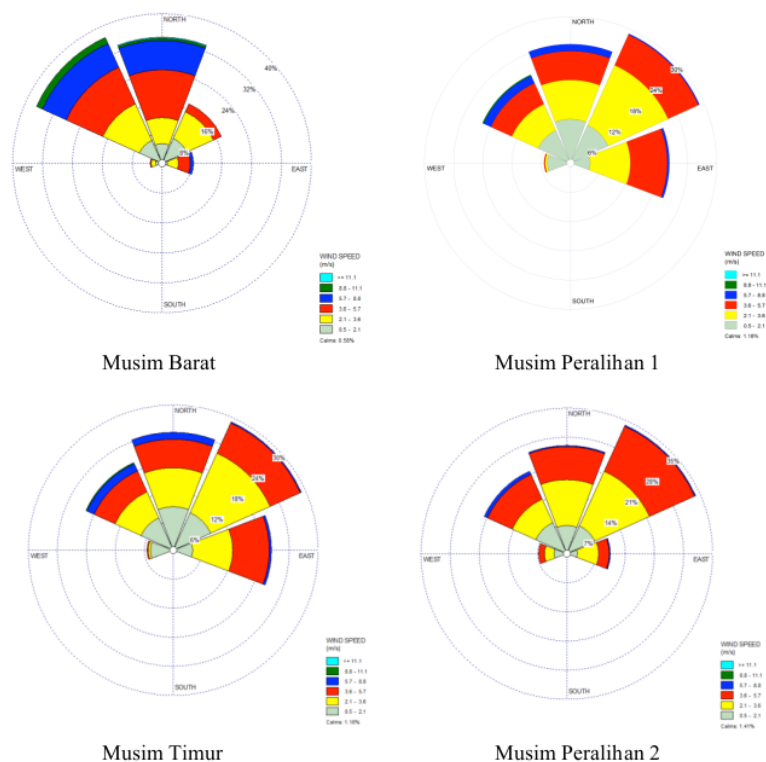 NORTH
40%
32%
24%
16%
8%
WEST
EAST
SOUTH
WIND SPEED
(m/s)
>= 11.1
8.8 - 11.1
5.7 - 8.8
3.6 - 5.7
2.1 - 3.6
0.5 - 2.1
Musim Barat
NORTH
30%
24%
18%
12%
6%
WEST
EAST
SOUTH
WIND SPEED
(m/s)
>= 11.1
8.8 - 11.1
5.7 - 8.8
3.6 - 5.7
2.1 - 3.6
0.5 - 2.1
Calms: 1.18%
Musim Peralihan 1
NORTH
30%
24%
18%
12%
6%
WEST
EAST
SOUTH
WIND SPEED
(m/s)
>= 11.1
8.8 - 11.1
5.7 - 8.8
3.6 - 5.7
2.1 - 3.6
0.5 - 2.1
Calms: 1.18%
Musim Timur
NORTH
35%
28%
21%
14%
7%
WEST
EAST
SOUTH
WIND SPEED
(m/s)
>= 11.1
8.8 - 11.1
5.7 - 8.8
3.6 - 5.7
2.1 - 3.6
0.5 - 2.1
Calms: 1.41%
Musim Peralihan 2